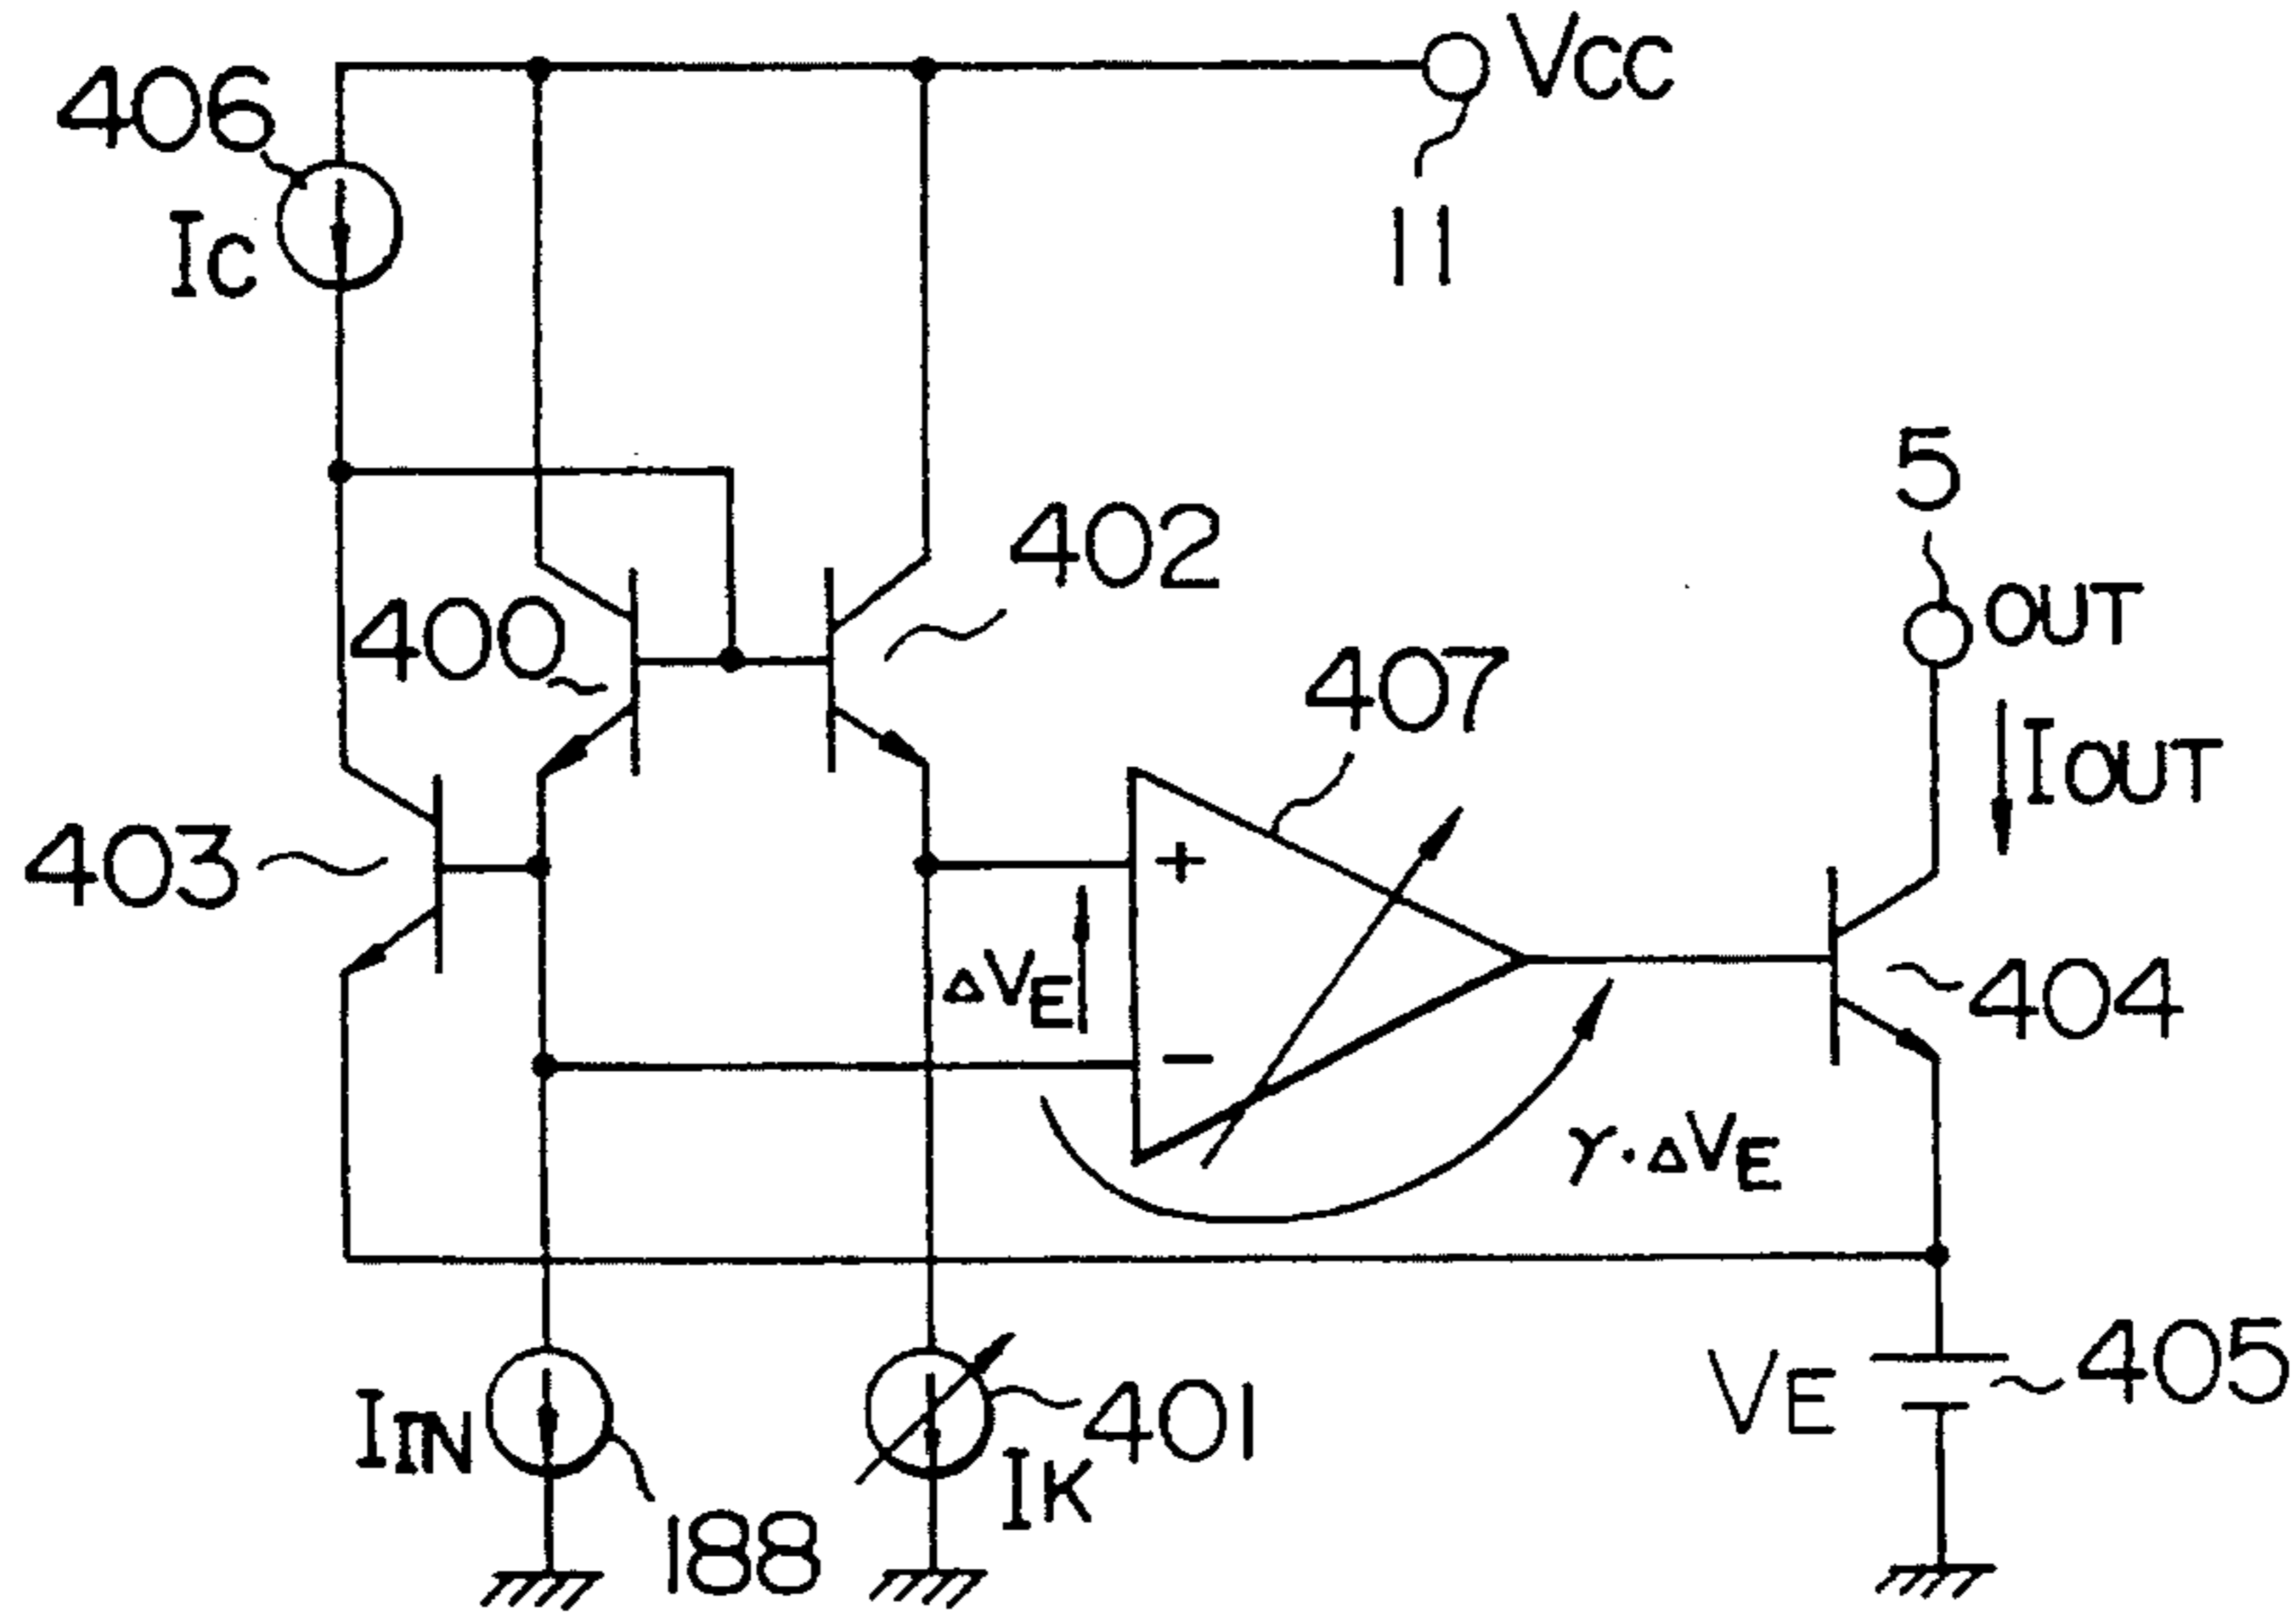 Vcc
406
Ic
11
5
402
OUT
400
407
IOUT
403
+
ΔVE
404
−
γ·ΔVE
405
VE
401
IIN
IK
188